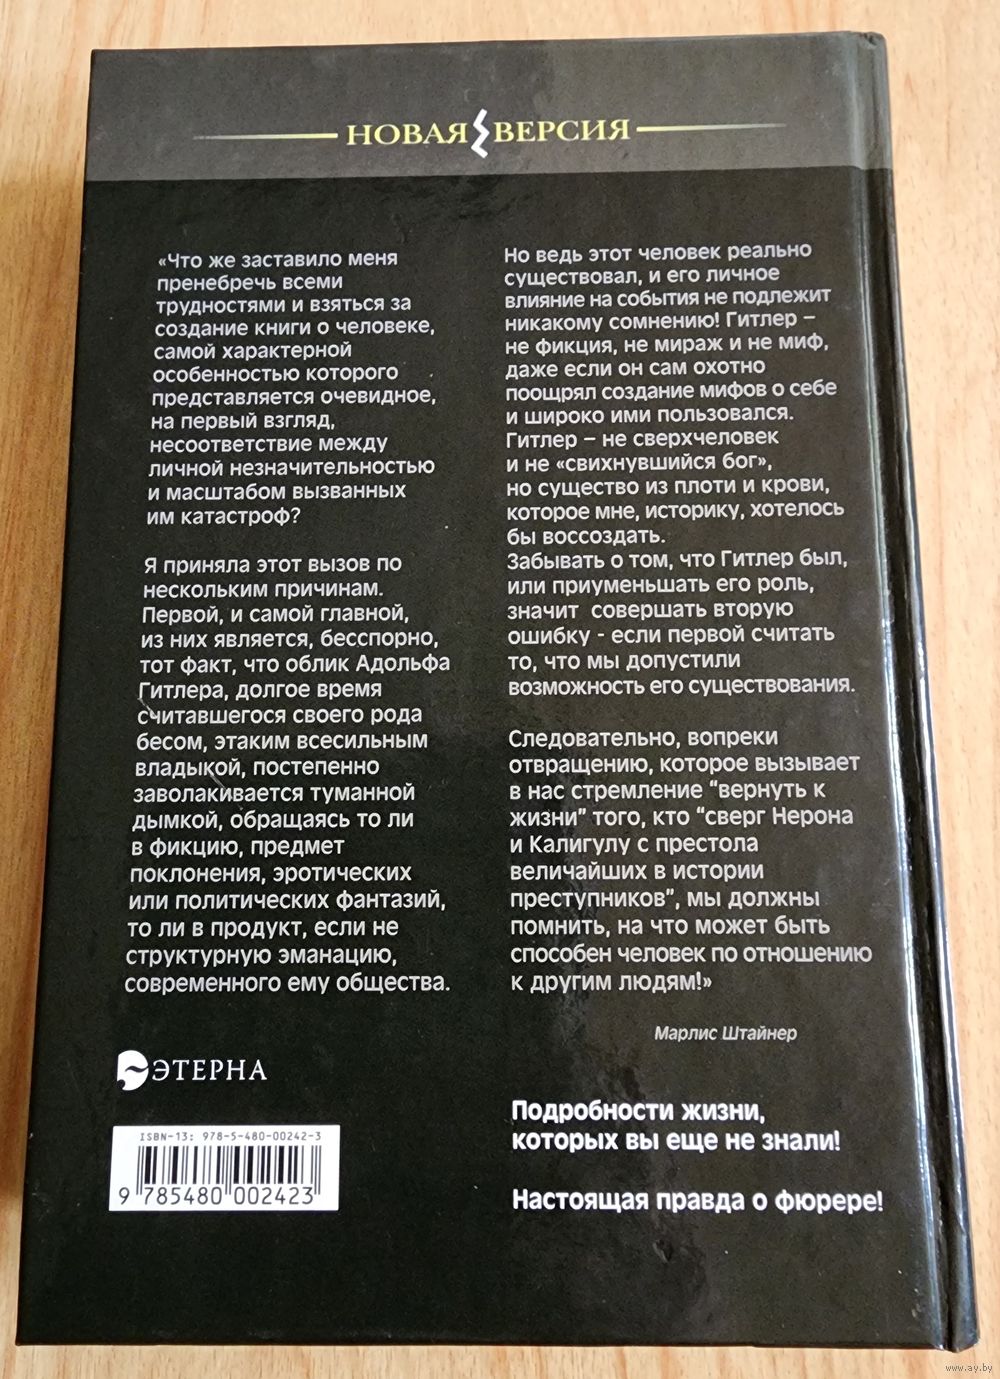 НОВАЯ ВЕРСИЯ
«Что же заставило меня
пренебречь всеми
трудностями и взяться за
создание книги о человеке,
самой характерной
особенностью которого
представляется очевидное,
на первый взгляд,
несоответствие между
личной незначительностью
и масштабом вызванных
им катастроф?
Я приняла этот вызов по
нескольким причинам.
Первой, и самой главной,
из них является, бесспорно,
тот факт, что облик Адольфа
Гитлера, долгое время
считавшегося своего рода
бесом, этаким всесильным
владыкой, постепенно
заволакивается туманной
дымкой, обращаясь то ли
в фикцию, предмет
поклонения, эротических
или политических фантазий,
то ли в продукт, если не
структурную эманацию,
современного ему общества.
Но ведь этот человек реально
существовал, и его личное
влияние на события не подлежит
никакому сомнению! Гитлер –
не фикция, не мираж и не миф,
даже если он сам охотно
поощрял создание мифов о себе
и широко ими пользовался.
Гитлер – не сверхчеловек
и не «свихнувшийся бог»,
но существо из плоти и крови,
которое мне, историку, хотелось
бы воссоздать.
Забывать о том, что Гитлер был,
или приуменьшать его роль,
значит совершать вторую
ошибку - если первой считать
то, что мы допустили
возможность его существования.
Следовательно, вопреки
отвращению, которое вызывает
в нас стремление "вернуть к
жизни" того, кто "сверг Нерона
и Калигулу с престола
величайших в истории
преступников", мы должны
помнить, на что может быть
способен человек по отношению
к другим людям!»
Марлис Штайнер
ЭТЕРНА
ISBN-13: 978-5-480-00242-3
9 785480 002423
Подробности жизни,
которых вы еще не знали!
Настоящая правда о фюрере!
www.ay.by